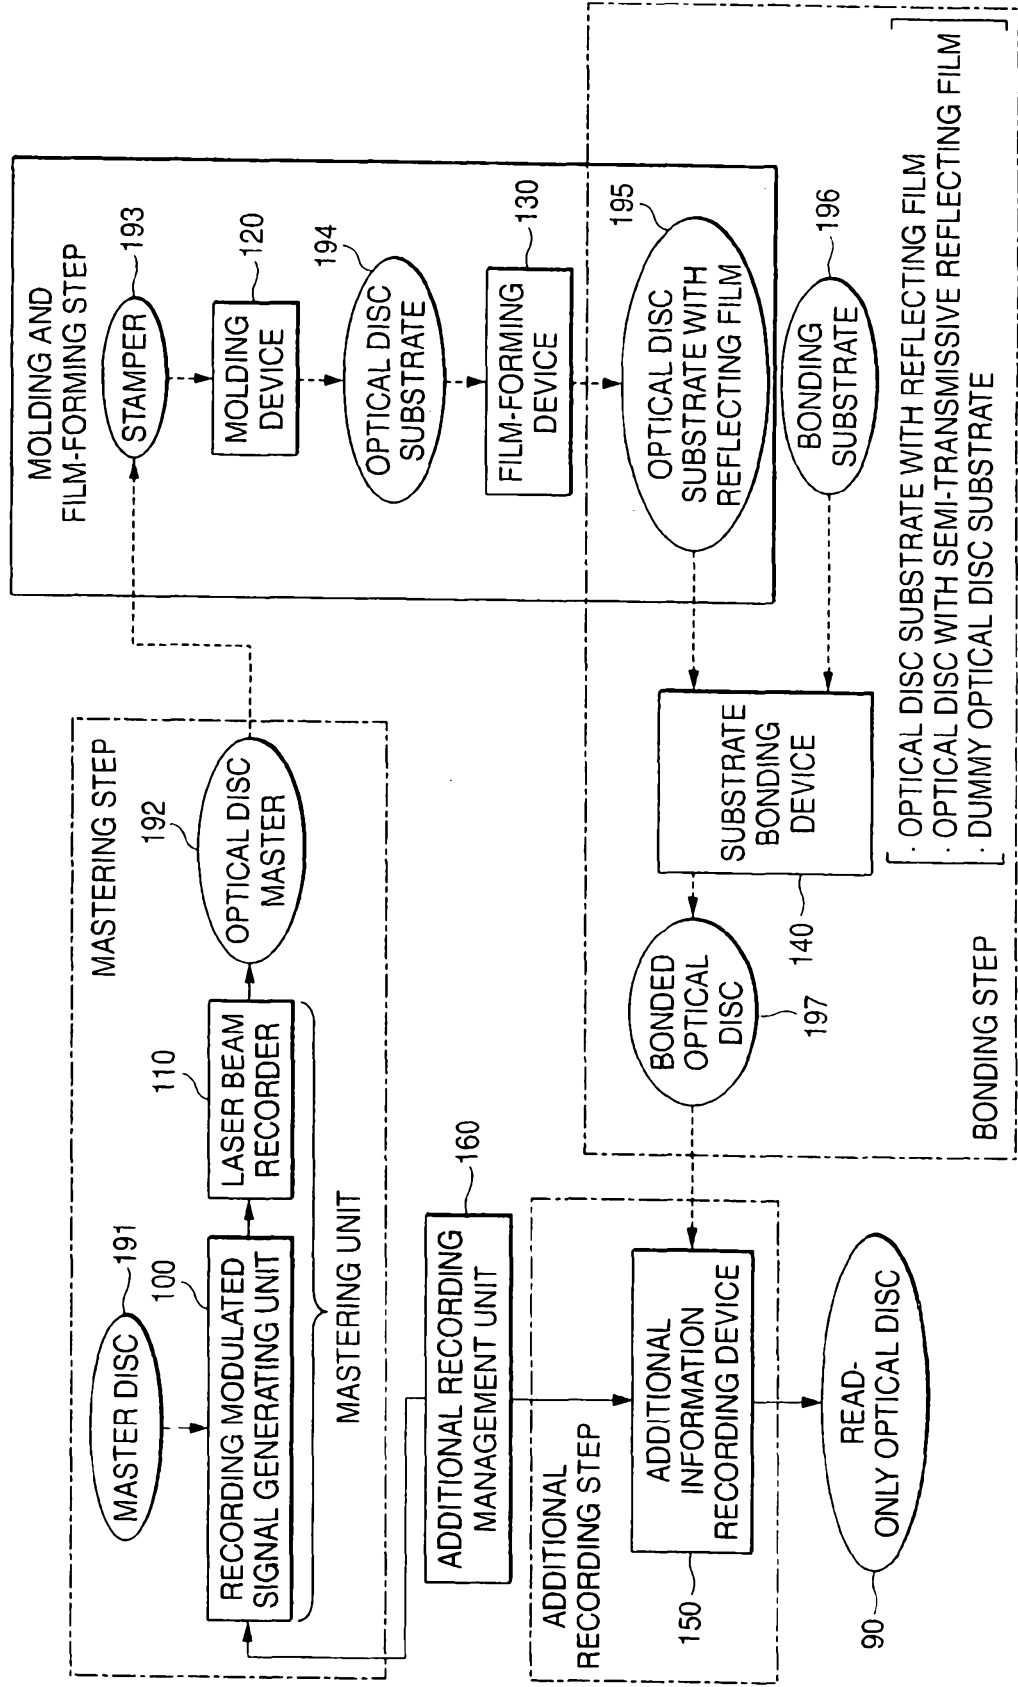 MASTERING STEP
MASTER DISC
191
100
RECORDING MODULATED
SIGNAL GENERATING UNIT
110
LASER BEAM
RECORDER
192
OPTICAL DISC
MASTER
MASTERING UNIT
MOLDING AND
FILM-FORMING STEP
STAMPER
193
MOLDING
DEVICE
120
OPTICAL DISC
SUBSTRATE
194
FILM-FORMING
DEVICE
130
OPTICAL DISC
SUBSTRATE WITH
REFLECTING FILM
195
BONDING
SUBSTRATE
196
ADDITIONAL RECORDING
MANAGEMENT UNIT
160
SUBSTRATE
BONDING
DEVICE
140
BONDED
OPTICAL
DISC
197
· OPTICAL DISC SUBSTRATE WITH REFLECTING FILM
· OPTICAL DISC WITH SEMI-TRANSMISSIVE REFLECTING FILM
· DUMMY OPTICAL DISC SUBSTRATE
BONDING STEP
ADDITIONAL
RECORDING STEP
ADDITIONAL
INFORMATION
RECORDING DEVICE
150
READ-
ONLY OPTICAL DISC
90